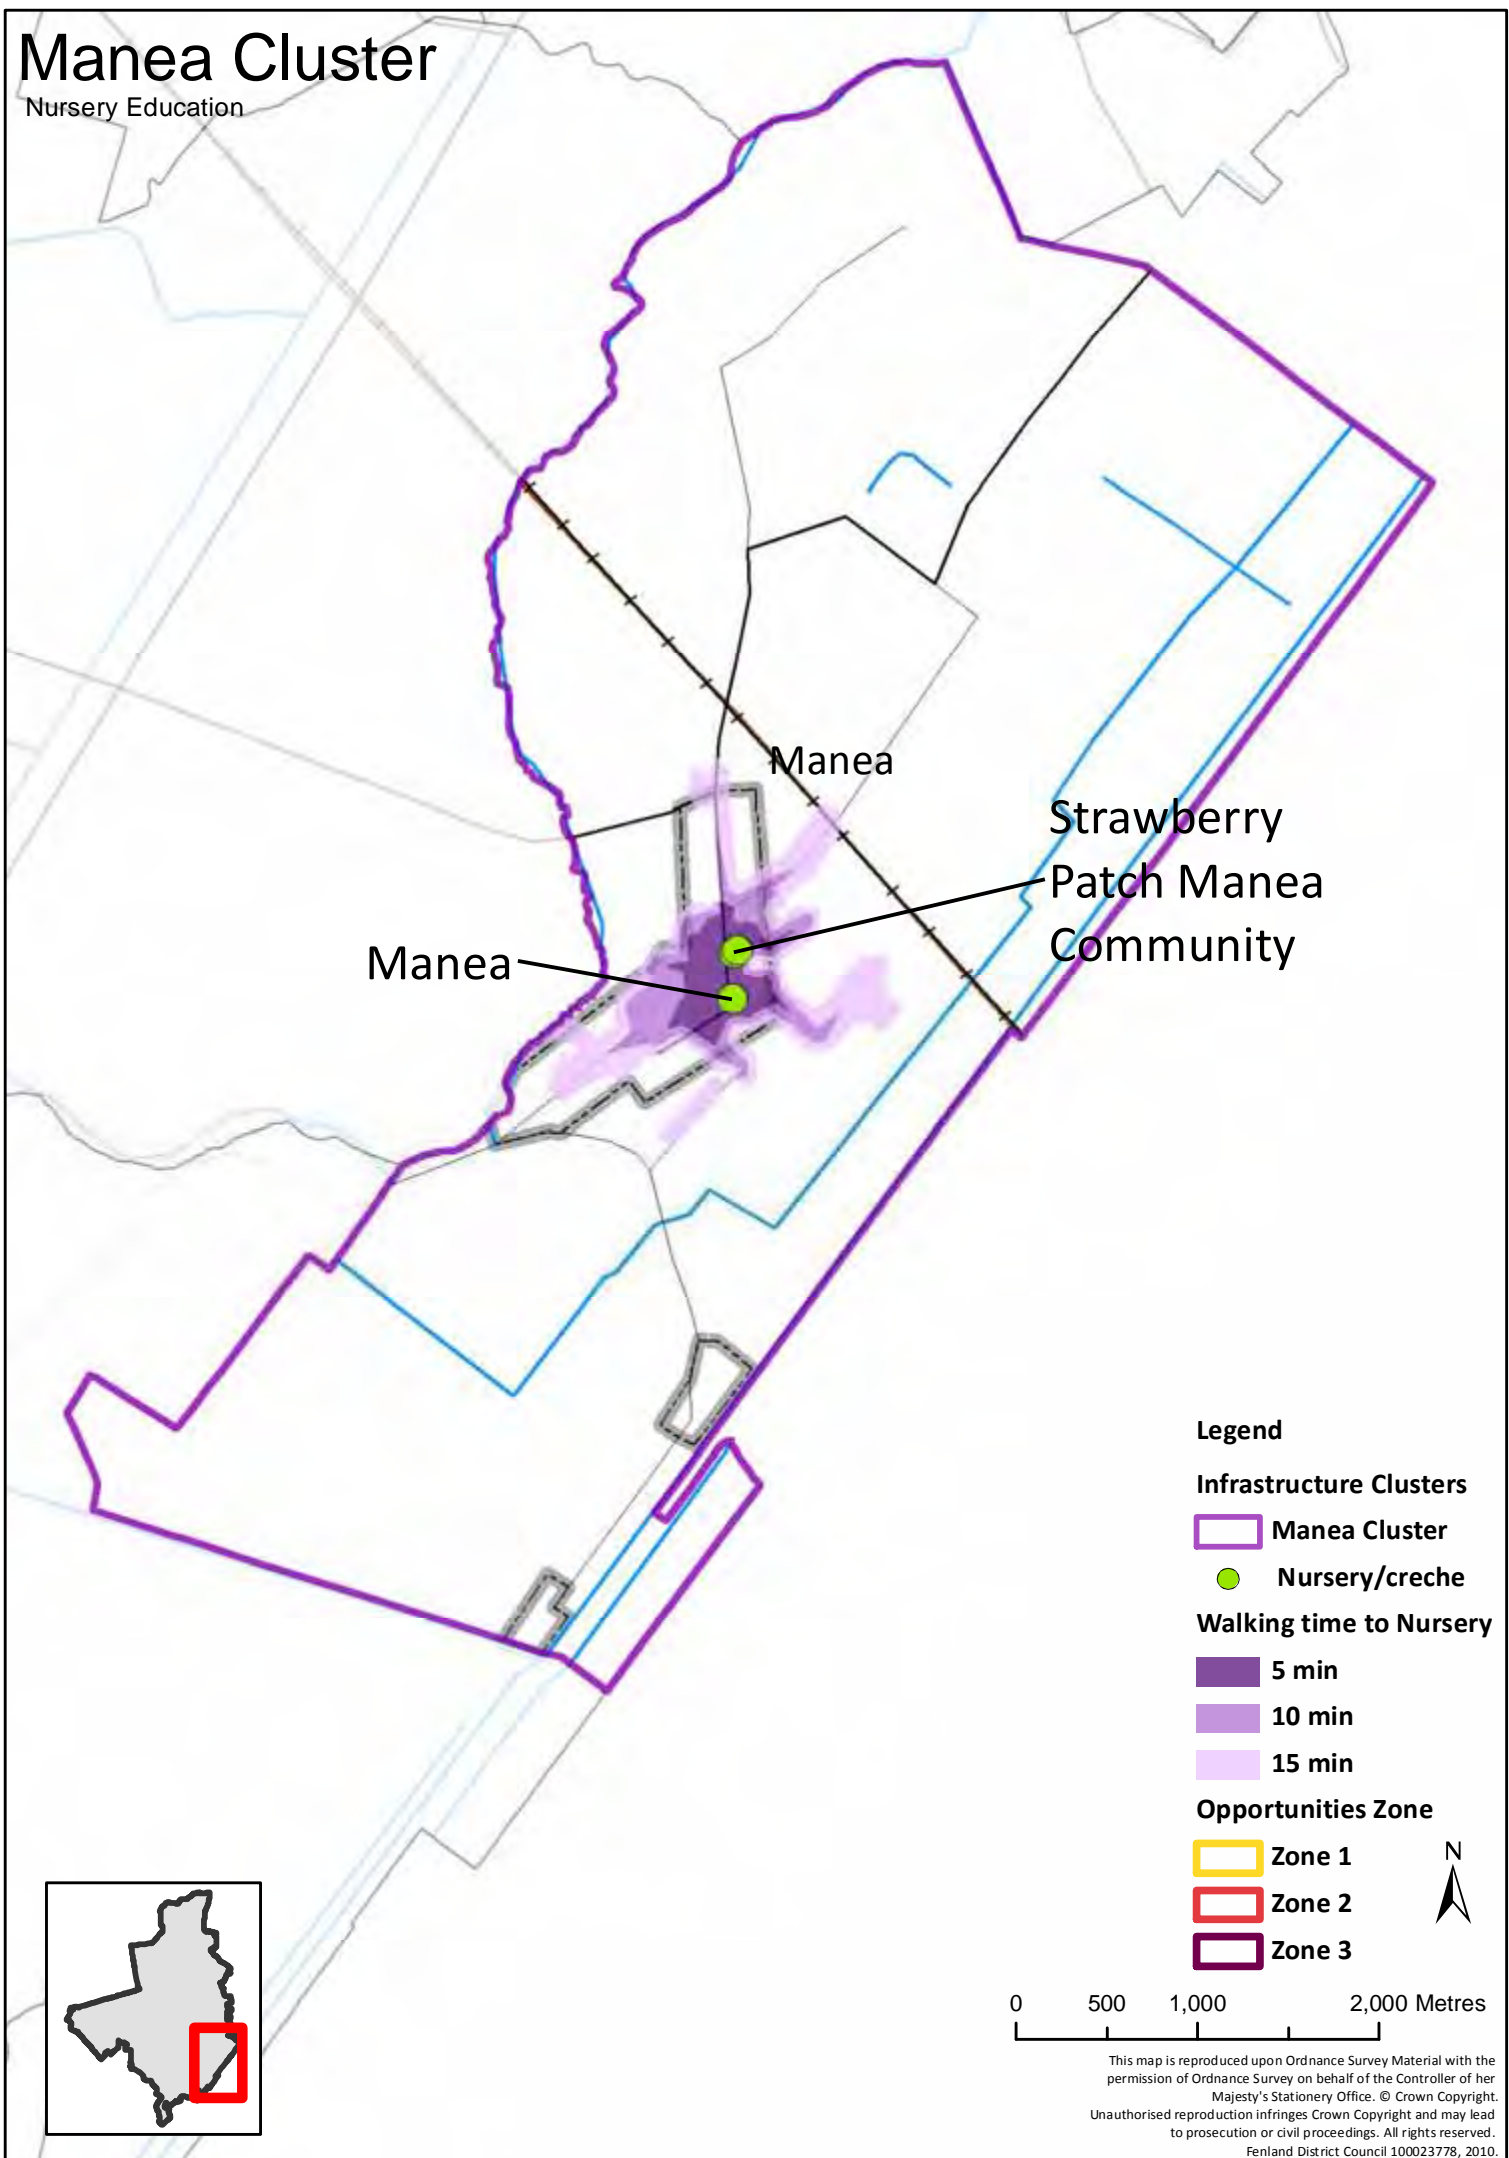 Manea Cluster
Nursery Education
Manea
Strawberry
Patch Manea
Community
Manea
Legend
Infrastructure Clusters
Manea Cluster
Nursery/creche
Walking time to Nursery
5 min
10 min
15 min
Opportunities Zone
Zone 1
Zone 2
Zone 3
N
0 500 1,000 2,000 Metres
This map is reproduced upon Ordnance Survey Material with the
permission of Ordnance Survey on behalf of the Controller of her
Majesty's Stationery Office. © Crown Copyright.
Unauthorised reproduction infringes Crown Copyright and may lead
to prosecution or civil proceedings. All rights reserved.
Fenland District Council 100023778, 2010.